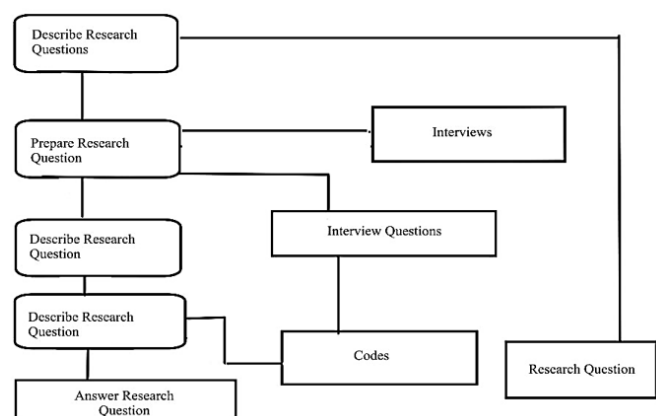 Describe Research
Questions
Prepare Research
Question
Interviews
Describe Research
Question
Interview Questions
Describe Research
Question
Codes
Research Question
Answer Research
Question